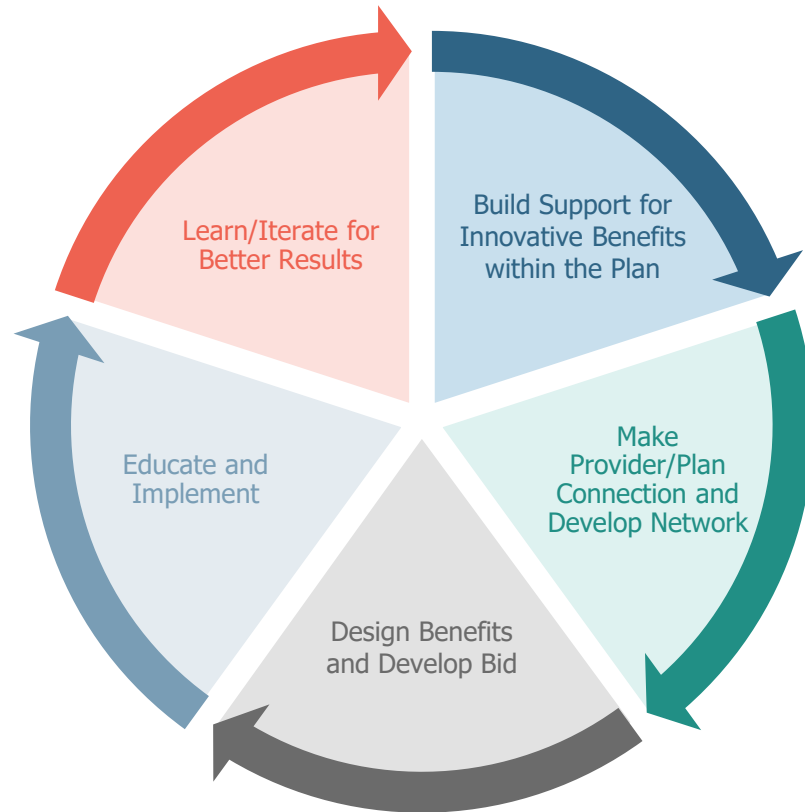 Build Support for
Innovative Benefits
within the Plan
Make
Provider/Plan
Connection and
Develop Network
Design Benefits
and Develop Bid
Educate and
Implement
Learn/Iterate for
Better Results